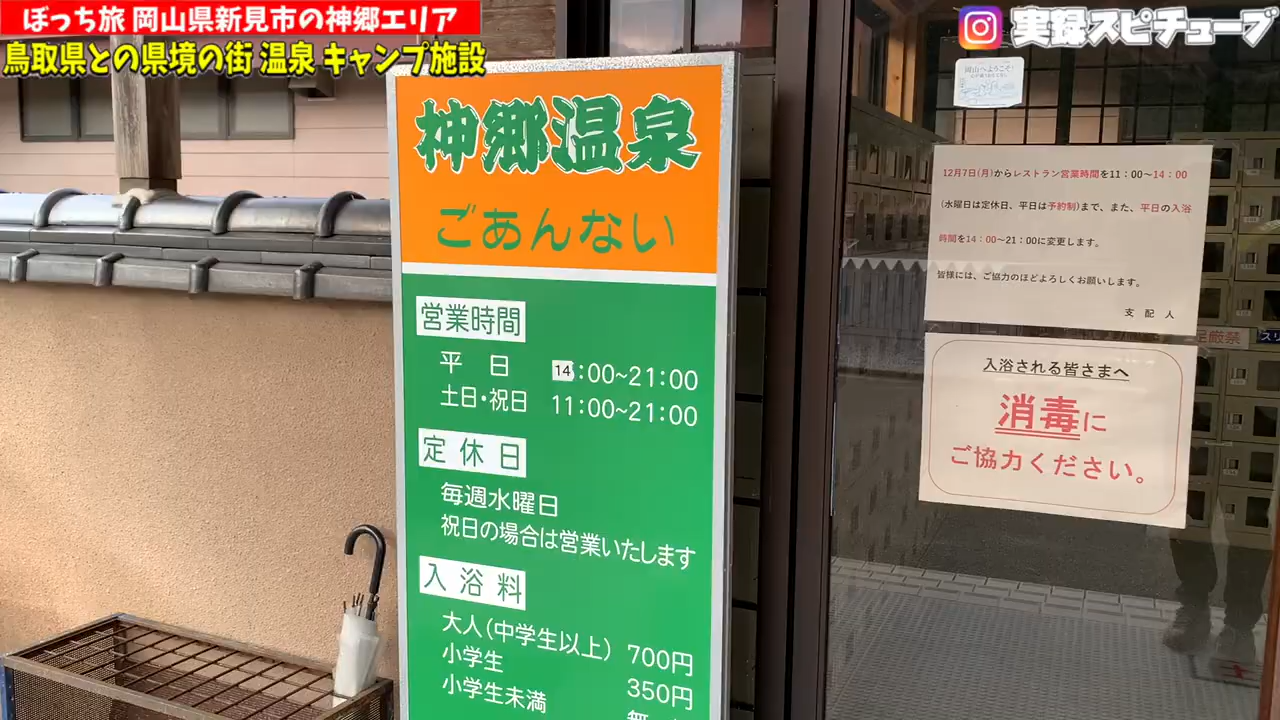 ぼっち旅 岡山県新見市の神郷エリア
鳥取県との県境の街 温泉 キャンプ施設
実録スピチューブ
神郷温泉
ごあんない
営業時間
平日 14:00~21:00
土日・祝日 11:00~21:00
定休日
毎週水曜日
祝日の場合は営業いたします
入浴料
大人(中学生以上) 700円
小学生 350円
小学生未満
岡山へようこそ!
12月7日(月)からレストラン営業時間を11:00~14:00
(水曜日は定休日、平日は予約制)まで、また、平日の入浴
時間を14:00~21:00に変更します。
皆様には、ご協力のほどよろしくお願いします。
支配人
入浴される皆さまへ
消毒に
ご協力ください。
厳禁